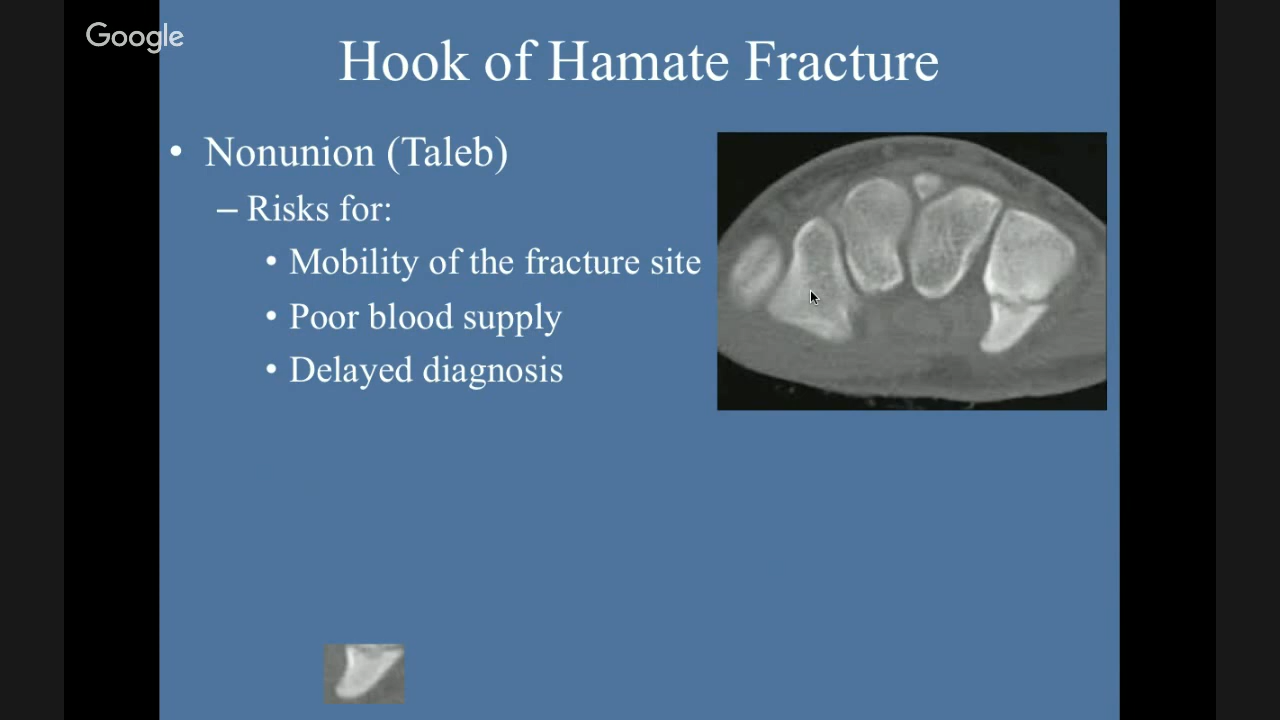 Google
Hook of Hamate Fracture
• Nonunion (Taleb)
– Risks for:
• Mobility of the fracture site
• Poor blood supply
• Delayed diagnosis